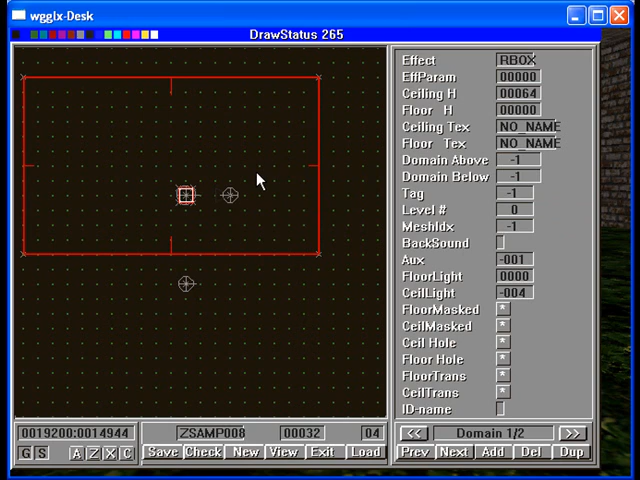 wgglx-Desk
DrawStatus 265
Effect RBOX
EffParam 00000
Ceiling H 00064
Floor H 00000
Ceiling Tex NO_NAME
Floor Tex NO_NAME
Domain Above -1
Domain Below -1
Tag -1
Level # 0
MeshIdx -1
BackSound
Aux -001
FloorLight 0000
CeilLight -004
FloorMasked *
CeilMasked *
Ceil Hole *
Floor Hole *
FloorTrans *
CeilTrans *
ID-name
0019200:0014944 ZSAMP008 00032 04
<< Domain 1/2 >>
G S A Z X C Save Check New View Exit Load
Prev Next Add Del Dup